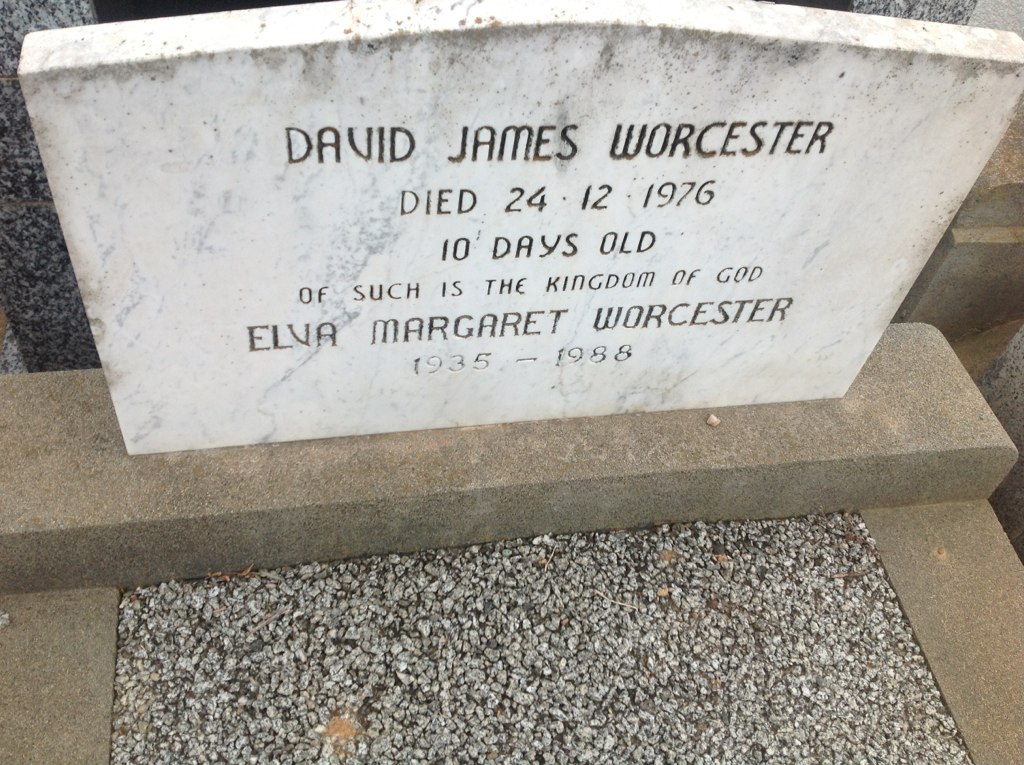 DAVID JAMES WORCESTER
DIED 24·12·1976
10 DAYS OLD
OF SUCH IS THE KINGDOM OF GOD
ELVA MARGARET WORCESTER
1935 – 1988